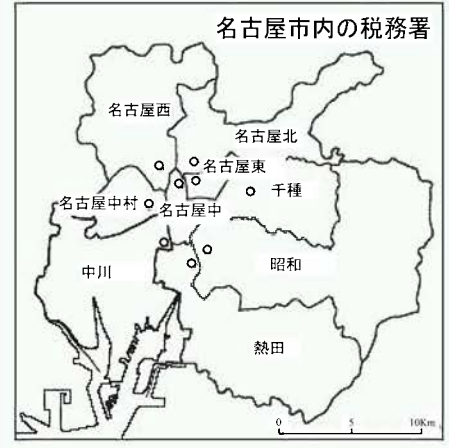 名古屋市内の税務署
名古屋西
名古屋北
名古屋東
千種
名古屋中村
名古屋中
昭和
中川
熱田
0 5 10Km